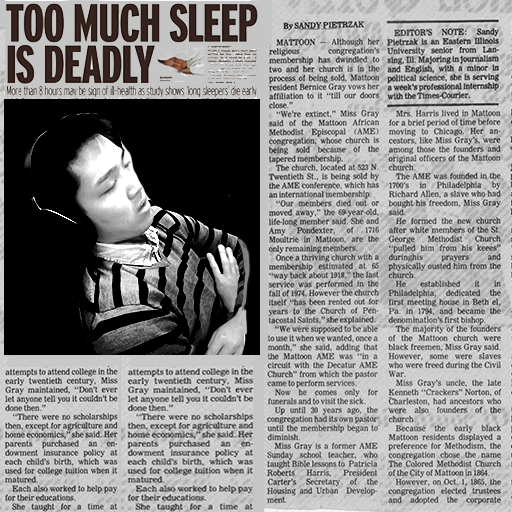 TOO MUCH SLEEP
IS DEADLY
More than 8 hours may be sign of ill-health as study shows 'long sleepers' die early
attempts to attend college in the
early twentieth century, Miss
Gray maintained, "Don't ever
let anyone tell you it couldn't be
done then."
"There were no scholarships
then, except for agriculture and
home economics," she said. Her
parents purchased an en-
dowment insurance policy at
each child's birth, which was
used for college tuition when it
matured.
Each also worked to help pay
for their educations.
She taught for a time at
attempts to attend college in the
early twentieth century, Miss
Gray maintained, "Don't ever
let anyone tell you it couldn't be
done then."
"There were no scholarships
then, except for agriculture and
home economics," she said. Her
parents purchased an en-
dowment insurance policy at
each child's birth, which was
used for college tuition when it
matured.
Each also worked to help pay
for their educations.
She taught for a time at
By SANDY PIETRZAK
MATTOON — Although her
religious congregation's
membership has dwindled to
two and her church is in the
process of being sold, Mattoon
resident Bernice Gray vows her
affiliation to it "till our doors
close."
"We're extinct," Miss Gray
said of the Mattoon African
Methodist Episcopal (AME)
congregation, whose church is
being sold because of the
tapered membership.
The church, located at 523 N.
Twentieth St., is being sold by
the AME conference, which has
an international membership.
"Our members died out or
moved away," the 69-year-old,
life-long member said. She and
Amy Pondexter, of 1716
Moultrie in Mattoon, are the
only remaining members.
Once a thriving church with a
membership estimated at 65
"way back about 1918," the last
service was performed in the
fall of 1974. However the church
itself "has been rented out for
years to the Church of Pen-
tacostal Saints," she explained.
"We were supposed to be able
to use it when we wanted, once a
month," she said, adding that
the Mattoon AME was "in a
circuit with the Decatur AME
Church" from which the pastor
came to perform services.
Now he comes only for
funerals and to visit the sick.
Up until 30 years ago, the
congregation had its own pastor
until the membership began to
diminish.
Miss Gray is a former AME
Sunday school teacher, who
taught Bible lessons to Patricia
Roberts Harris, President
Carter's Secretary of the
Housing and Urban Develop-
ment.
EDITOR'S NOTE: Sandy
Pietrzak is an Eastern Illinois
University senior from Lan-
sing, Ill. Majoring in journalism
and English, with a minor in
political science, she is serving
a week's professional internship
with the Times-Courier.
Mrs. Harris lived in Mattoon
for a brief period of time before
moving to Chicago. Her an-
cestors, like Miss Gray's, were
among those the founders and
original officers of the Mattoon
church.
The AME was founded in the
1700's in Philadelphia by
Richard Allen, a slave who had
bought his freedom, Miss Gray
said.
He formed the new church
after white members of the St.
George Methodist Church
"pulled him from his knees"
during his prayers and
physically ousted him from the
church.
He established it in
Philadelphia, dedicated the
first meeting house in Beth el,
Pa. in 1794, and became the
denomination's first bishop.
The majority of the founders
of the Mattoon church were
black freemen, Miss Gray said.
However, some were slaves
who were freed during the Civil
War.
Miss Gray's uncle, the late
Kenneth "Crackers" Norton, of
Charleston, had ancestors who
were also founders of the
church.
Because the early black
Mattoon residents displayed a
preference for Methodism, the
congregation chose the name
The Colored Methodist Church
of the City of Mattoon in 1864.
However, on Oct. 1, 1865, the
congregation elected trustees
and adopted the corporate